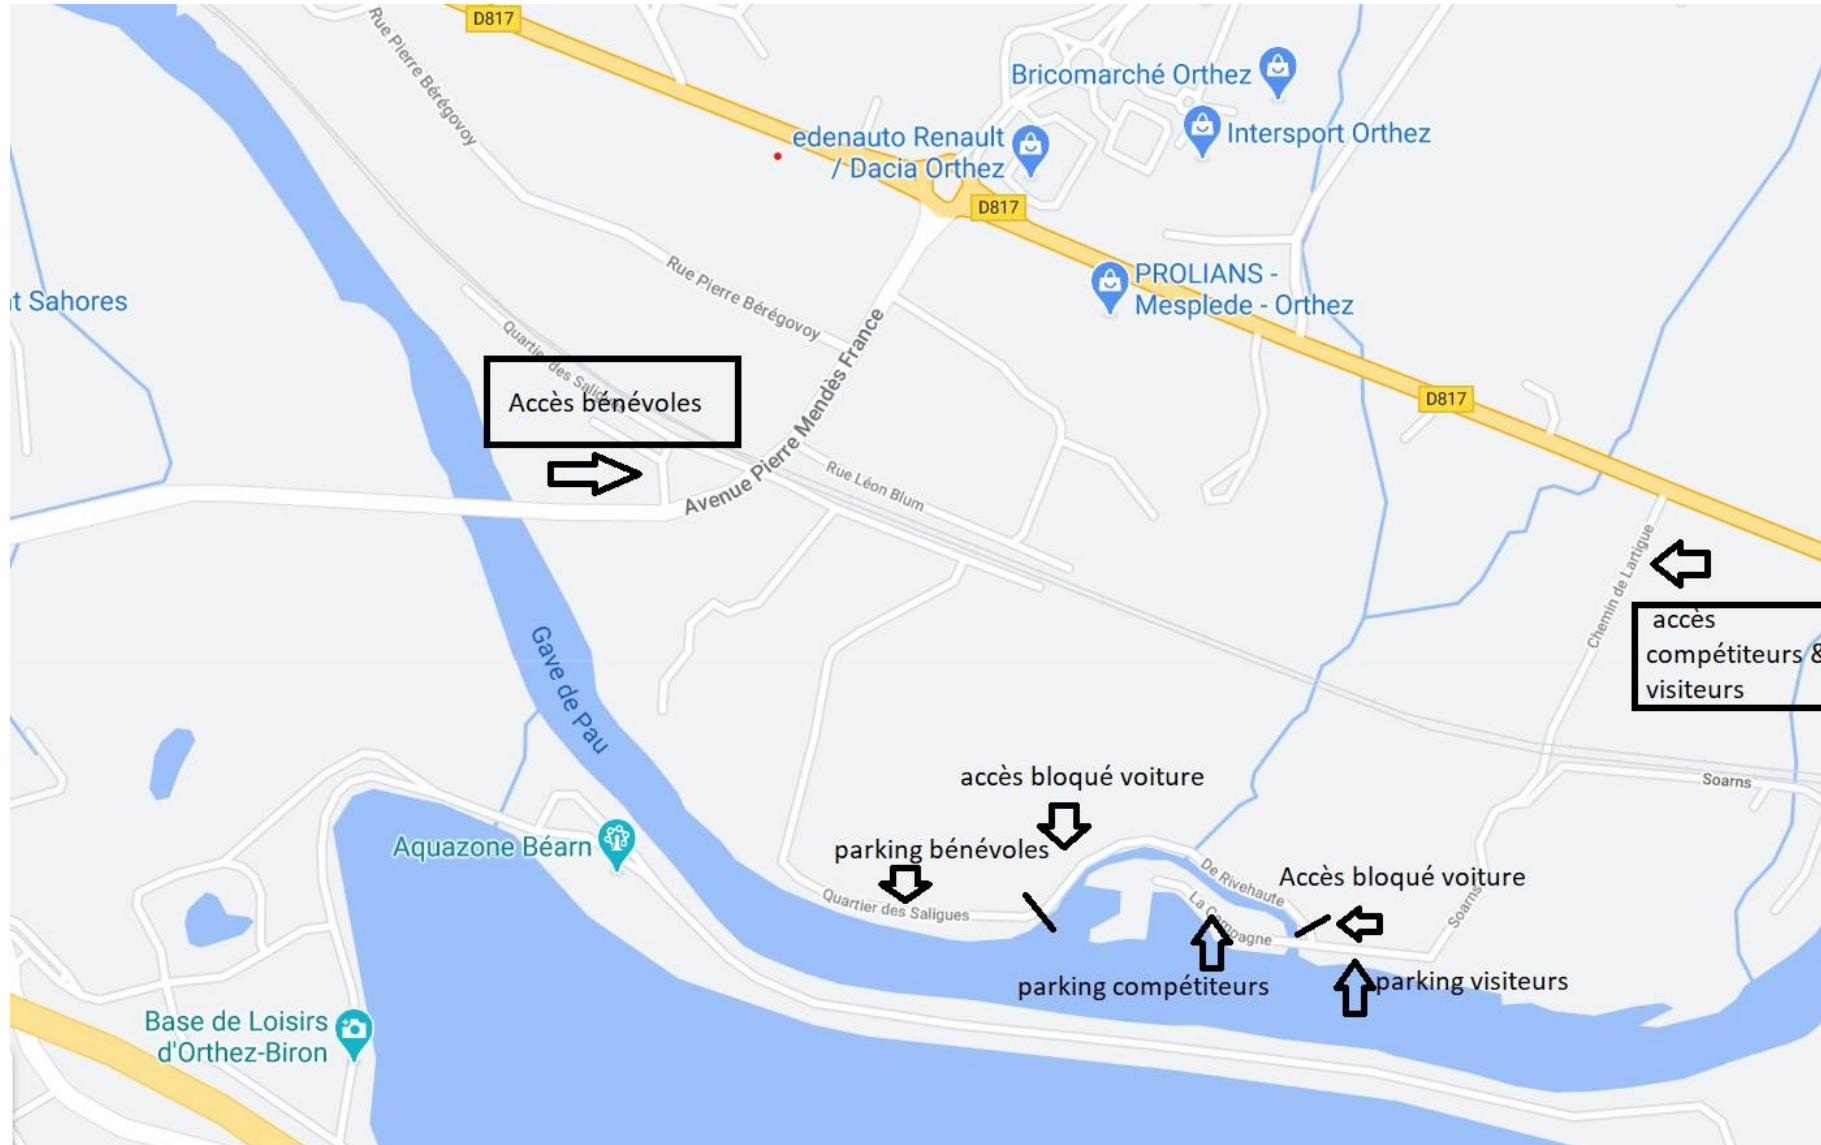 D817
Rue Pierre Bérégovoy
Bricomarché Orthez
edenauto Renault
/ Dacia Orthez
Intersport Orthez
D817
Rue Pierre Bérégovoy
PROLIANS -
Mesplede - Orthez
t Sahores
Quartier des Saligues
Accès bénévoles
Avenue Pierre Mendès France
D817
Rue Léon Blum
Chemin de Lartigue
accès
compétiteurs &
visiteurs
Gave de Pau
accès bloqué voiture
Soarns
Aquazone Béarn
parking bénévoles
De Rivehaute
Accès bloqué voiture
Quartier des Saligues
La Campagne
Soarns
parking compétiteurs
parking visiteurs
Base de Loisirs
d'Orthez-Biron